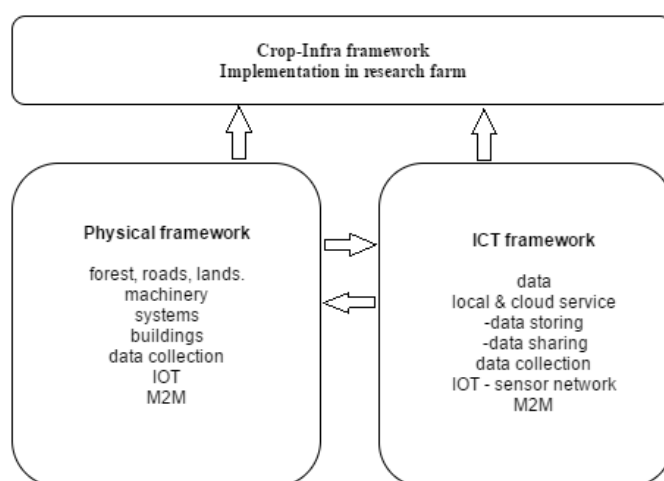 Crop-Infra framework
Implementation in research farm
Physical framework
forest, roads, lands.
machinery
systems
buildings
data collection
IOT
M2M
ICT framework
data
local & cloud service
-data storing
-data sharing
data collection
IOT - sensor network
M2M